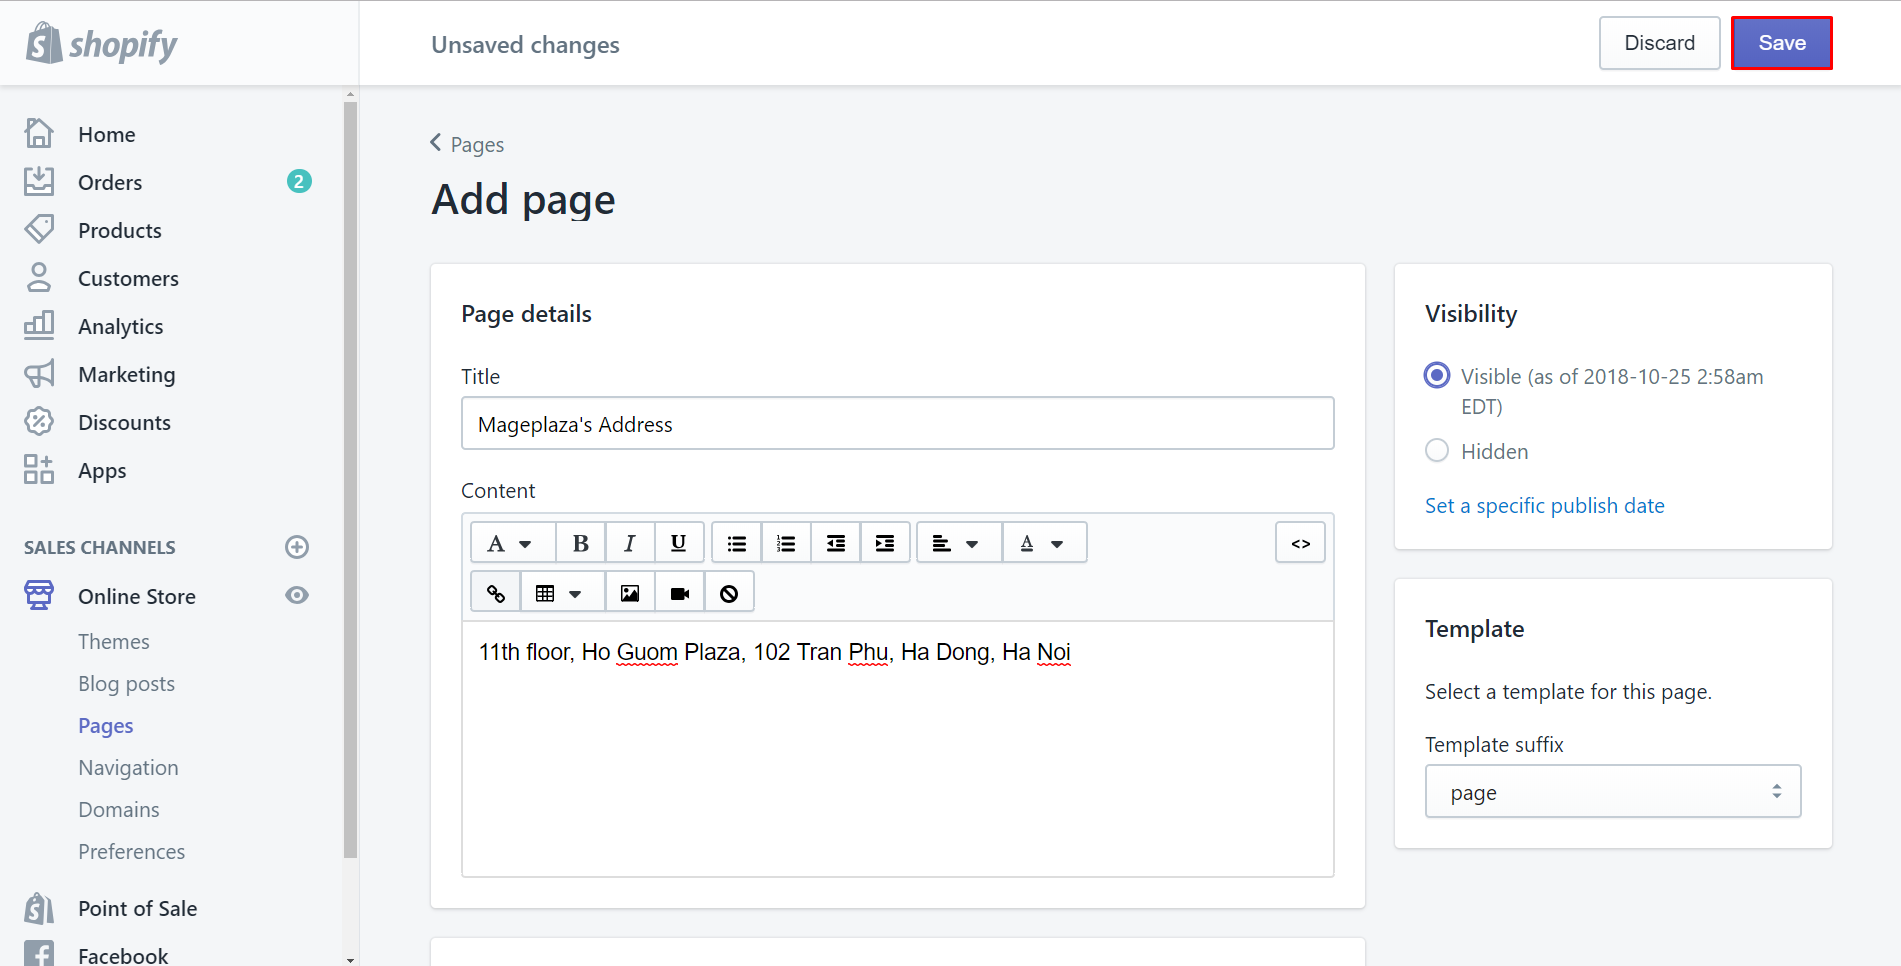 shopify
Unsaved changes
Discard
Save
Home
Orders
2
Products
Customers
Analytics
Marketing
Discounts
Apps
SALES CHANNELS
Online Store
Themes
Blog posts
Pages
Navigation
Domains
Preferences
Point of Sale
Facebook
Pages
Add page
Page details
Title
Mageplaza's Address
Content
A
B
I
U
A
<>
11th floor, Ho Guom Plaza, 102 Tran Phu, Ha Dong, Ha Noi
Visibility
Visible (as of 2018-10-25 2:58am
EDT)
Hidden
Set a specific publish date
Template
Select a template for this page.
Template suffix
page